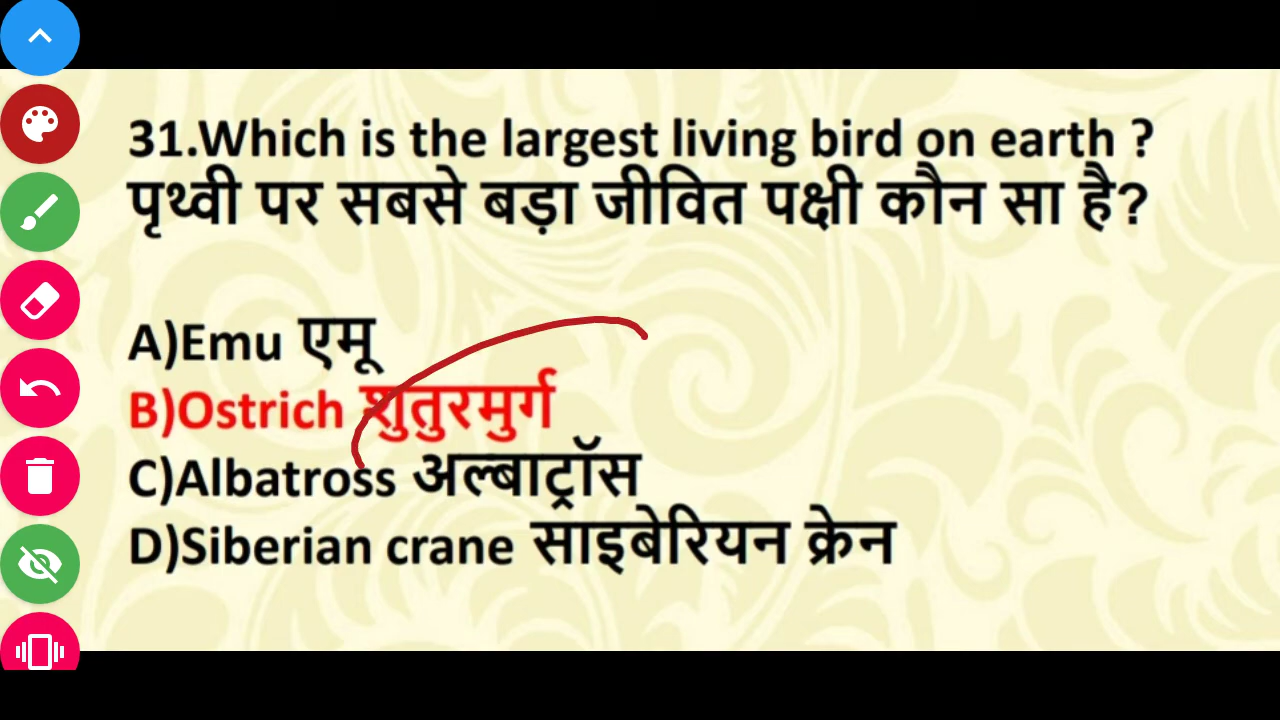 31.Which is the largest living bird on earth ?
पृथ्वी पर सबसे बड़ा जीवित पक्षी कौन सा है?
A)Emu एमू
B)Ostrich शुतुरमुर्ग
C)Albatross अल्बाट्रॉस
D)Siberian crane साइबेरियन क्रेन